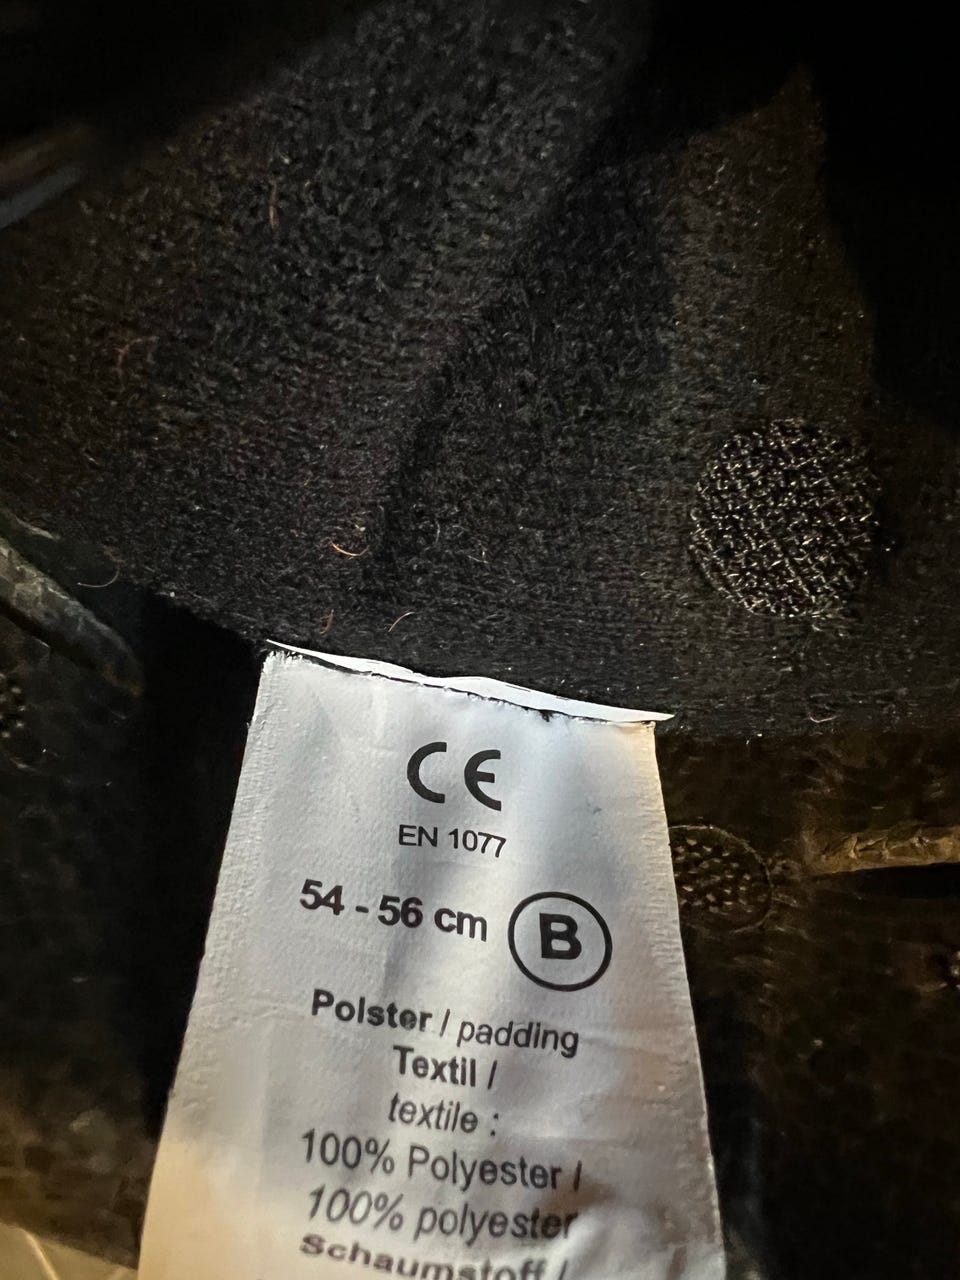 CE
EN 1077
54 - 56 cm B
Polster / padding
Textil /
textile :
100% Polyester /
100% polyester
Schaumstoff /